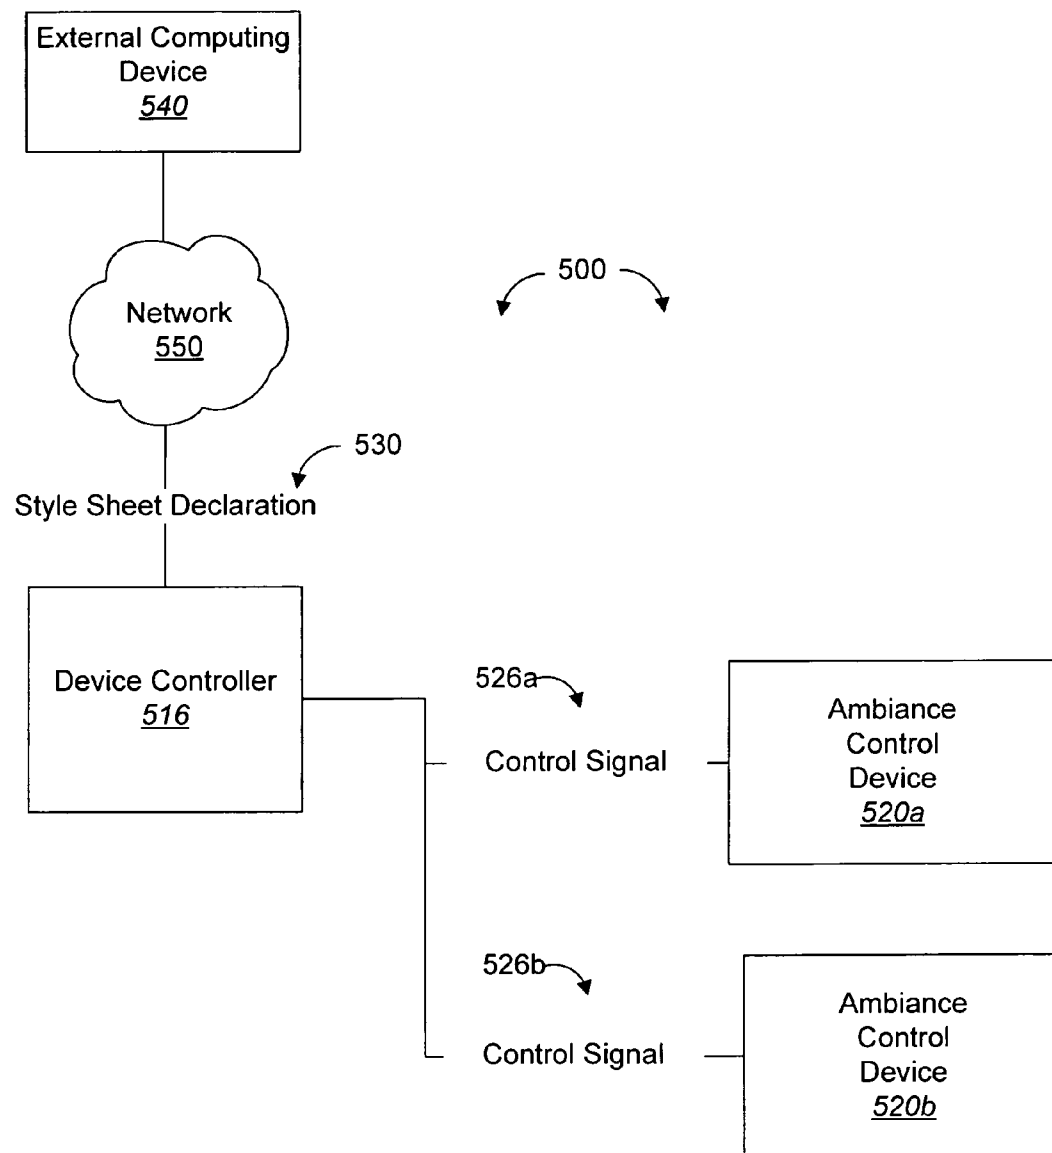 External Computing
Device
540
500
Network
550
530
Style Sheet Declaration
Device Controller
516
526a
Control Signal
Ambiance
Control
Device
520a
526b
Control Signal
Ambiance
Control
Device
520b